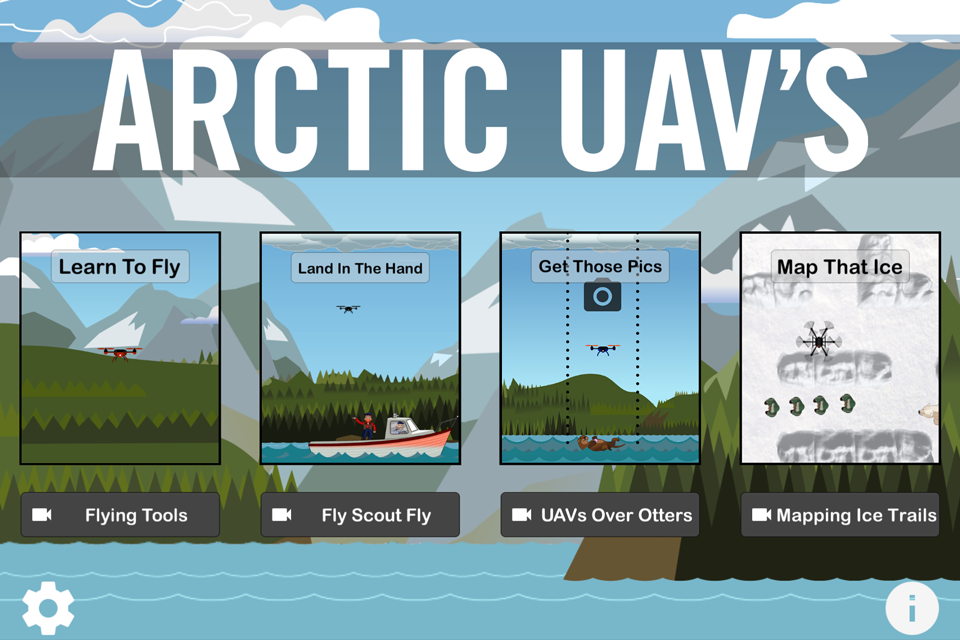 ARCTIC UAV'S
Learn To Fly
Land In The Hand
Get Those Pics
Map That Ice
Flying Tools
Fly Scout Fly
UAVs Over Otters
Mapping Ice Trails
i